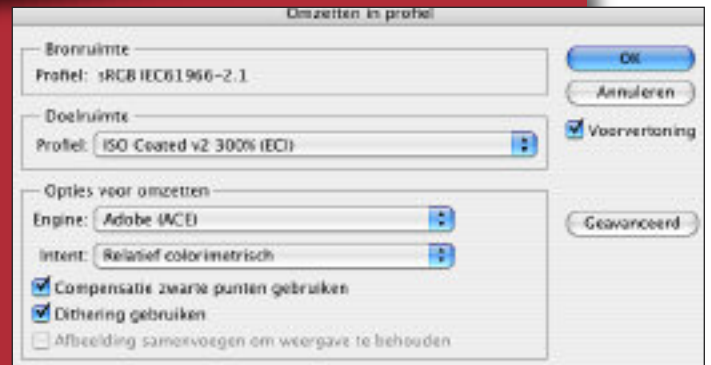 Omzetten in profiel
Bronruimte
Profiel: sRGB IEC61966-2.1
Doelruimte
Profiel: ISO Coated v2 300% (ECI)
Opties voor omzetten
Engine: Adobe (ACE)
Intent: Relatief colorimetrisch
Compensatie zwarte punten gebruiken
Dithering gebruiken
Afbeelding samenvoegen om weergave te behouden
OK
Annuleren
Voorvertoning
Geavanceerd